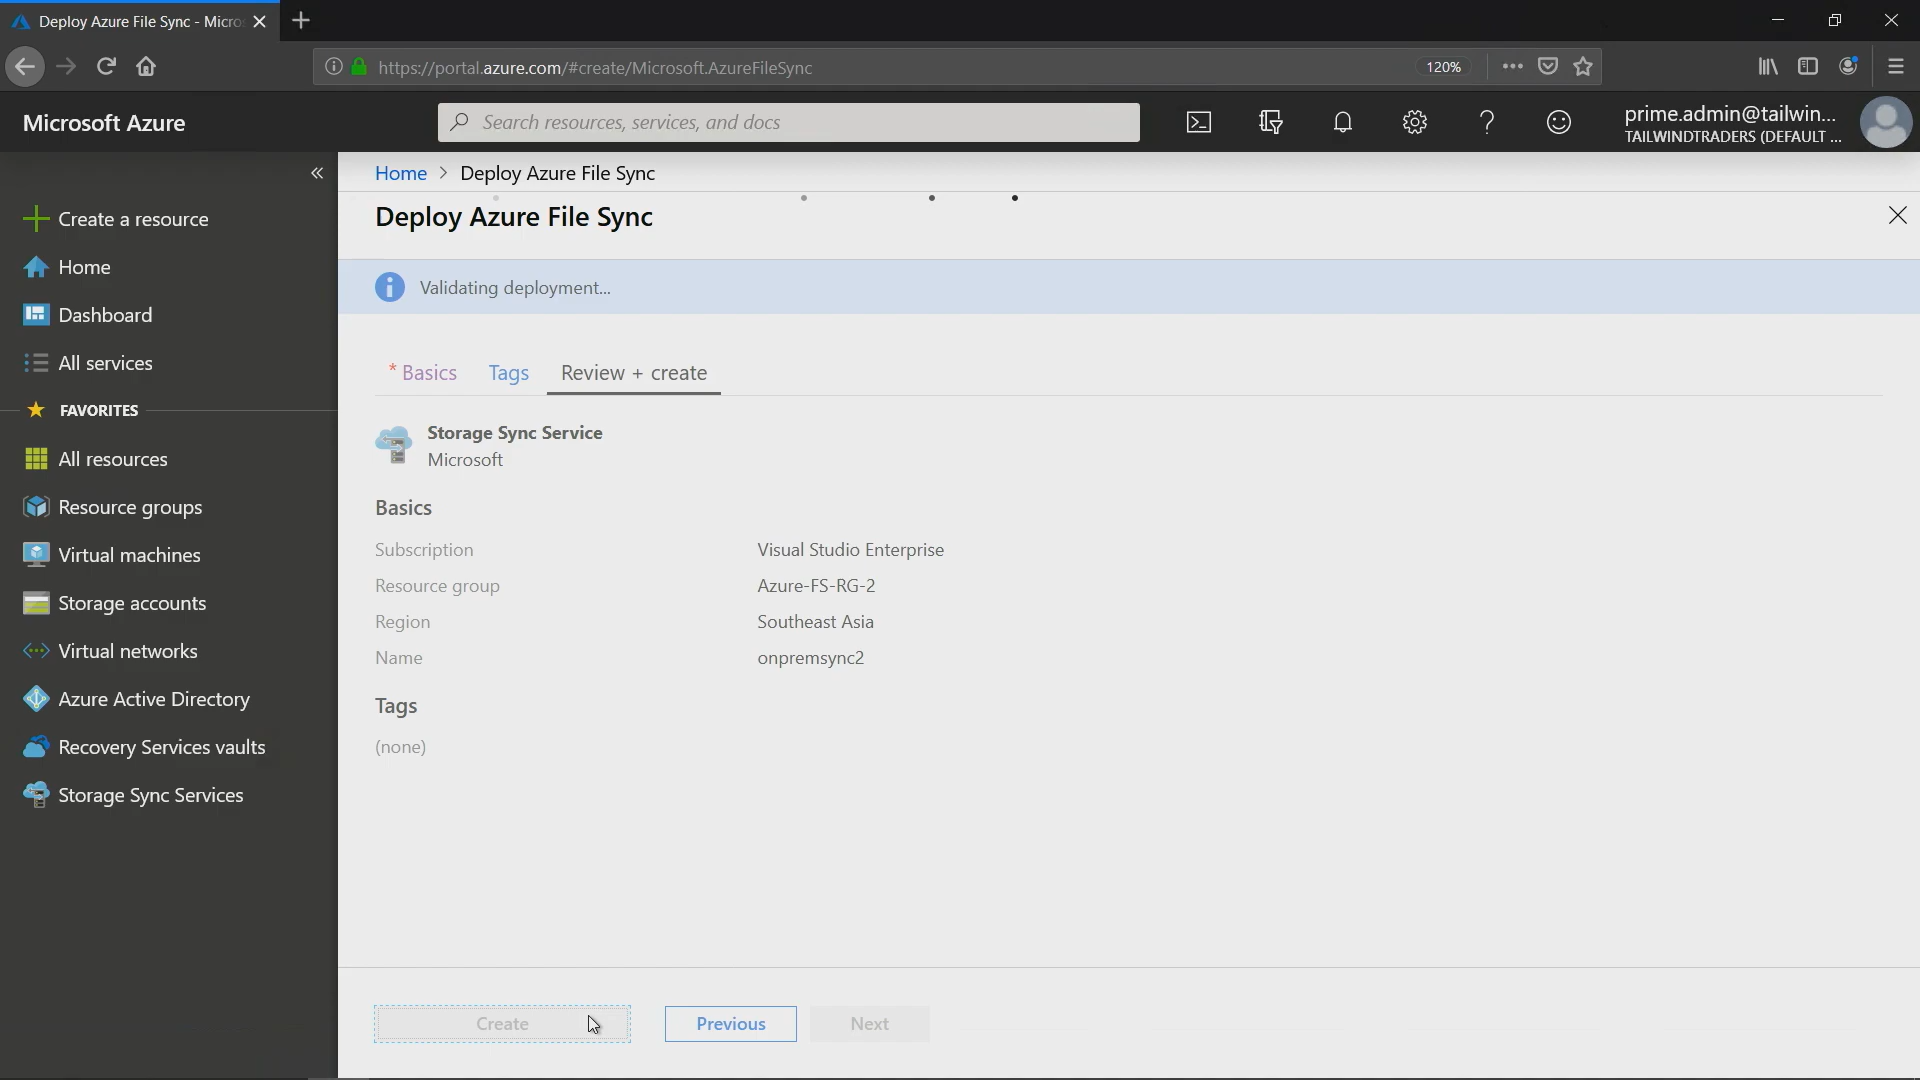 Deploy Azure File Sync - Micro
https://portal.azure.com/#create/Microsoft.AzureFileSync
120%
Microsoft Azure
Search resources, services, and docs
prime.admin@tailwin...
TAILWINDTRADERS (DEFAULT ...
Create a resource
Home
Dashboard
All services
FAVORITES
All resources
Resource groups
Virtual machines
Storage accounts
Virtual networks
Azure Active Directory
Recovery Services vaults
Storage Sync Services
Home > Deploy Azure File Sync
Deploy Azure File Sync
Validating deployment...
* Basics Tags Review + create
Storage Sync Service
Microsoft
Basics
Subscription Visual Studio Enterprise
Resource group Azure-FS-RG-2
Region Southeast Asia
Name onpremsync2
Tags
(none)
Create Previous Next